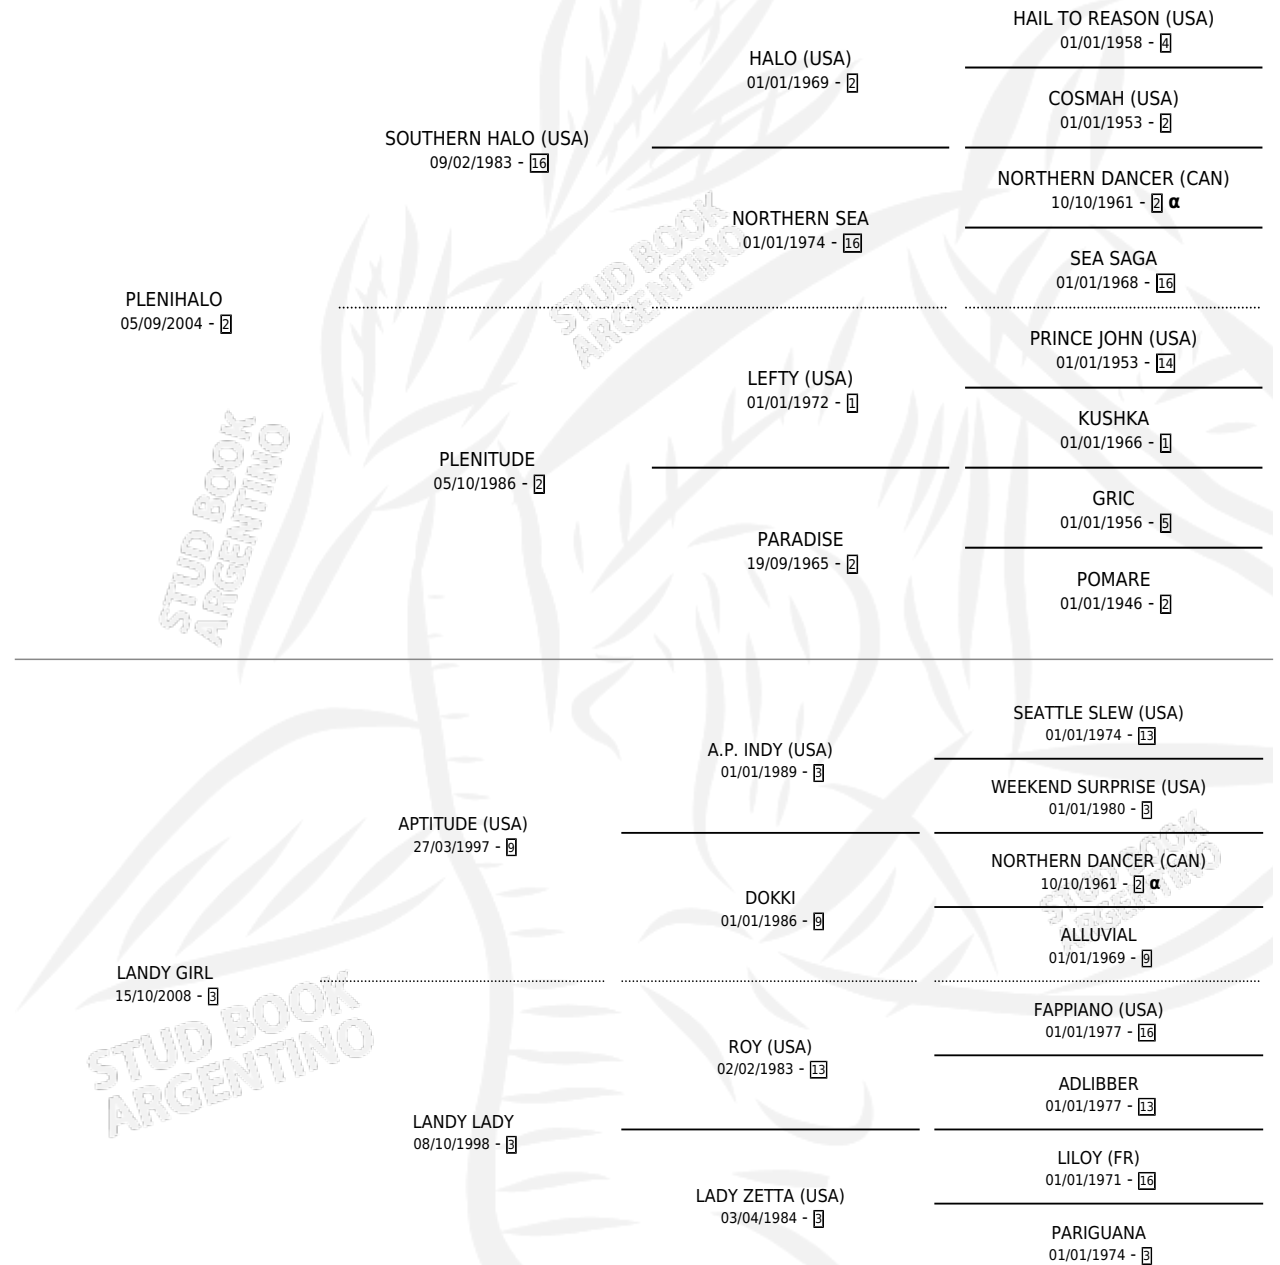 HAIL TO REASON (USA)
01/01/1958 - 4
HALO (USA)
01/01/1969 - 2
COSMAH (USA)
01/01/1953 - 2
SOUTHERN HALO (USA)
09/02/1983 - 16
NORTHERN DANCER (CAN)
10/10/1961 - 2 α
NORTHERN SEA
01/01/1974 - 16
SEA SAGA
01/01/1968 - 16
PLENIHALO
05/09/2004 - 2
PRINCE JOHN (USA)
01/01/1953 - 14
LEFTY (USA)
01/01/1972 - 1
KUSHKA
01/01/1966 - 1
PLENITUDE
05/10/1986 - 2
GRIC
01/01/1956 - 5
PARADISE
19/09/1965 - 2
POMARE
01/01/1946 - 2
SEATTLE SLEW (USA)
01/01/1974 - 13
A.P. INDY (USA)
01/01/1989 - 3
WEEKEND SURPRISE (USA)
01/01/1980 - 3
APTITUDE (USA)
27/03/1997 - 9
NORTHERN DANCER (CAN)
10/10/1961 - 2 α
DOKKI
01/01/1986 - 9
ALLUVIAL
01/01/1969 - 9
LANDY GIRL
15/10/2008 - 3
FAPPIANO (USA)
01/01/1977 - 16
ROY (USA)
02/02/1983 - 13
ADLIBBER
01/01/1977 - 13
LANDY LADY
08/10/1998 - 3
LILOY (FR)
01/01/1971 - 16
LADY ZETTA (USA)
03/04/1984 - 3
PARIGUANA
01/01/1974 - 3
STUD BOOK
ARGENTINO
STUD BOOK
ARGENTINO
STUD BOOK
ARGENTINO
STUD BOOK
ARGENTINO